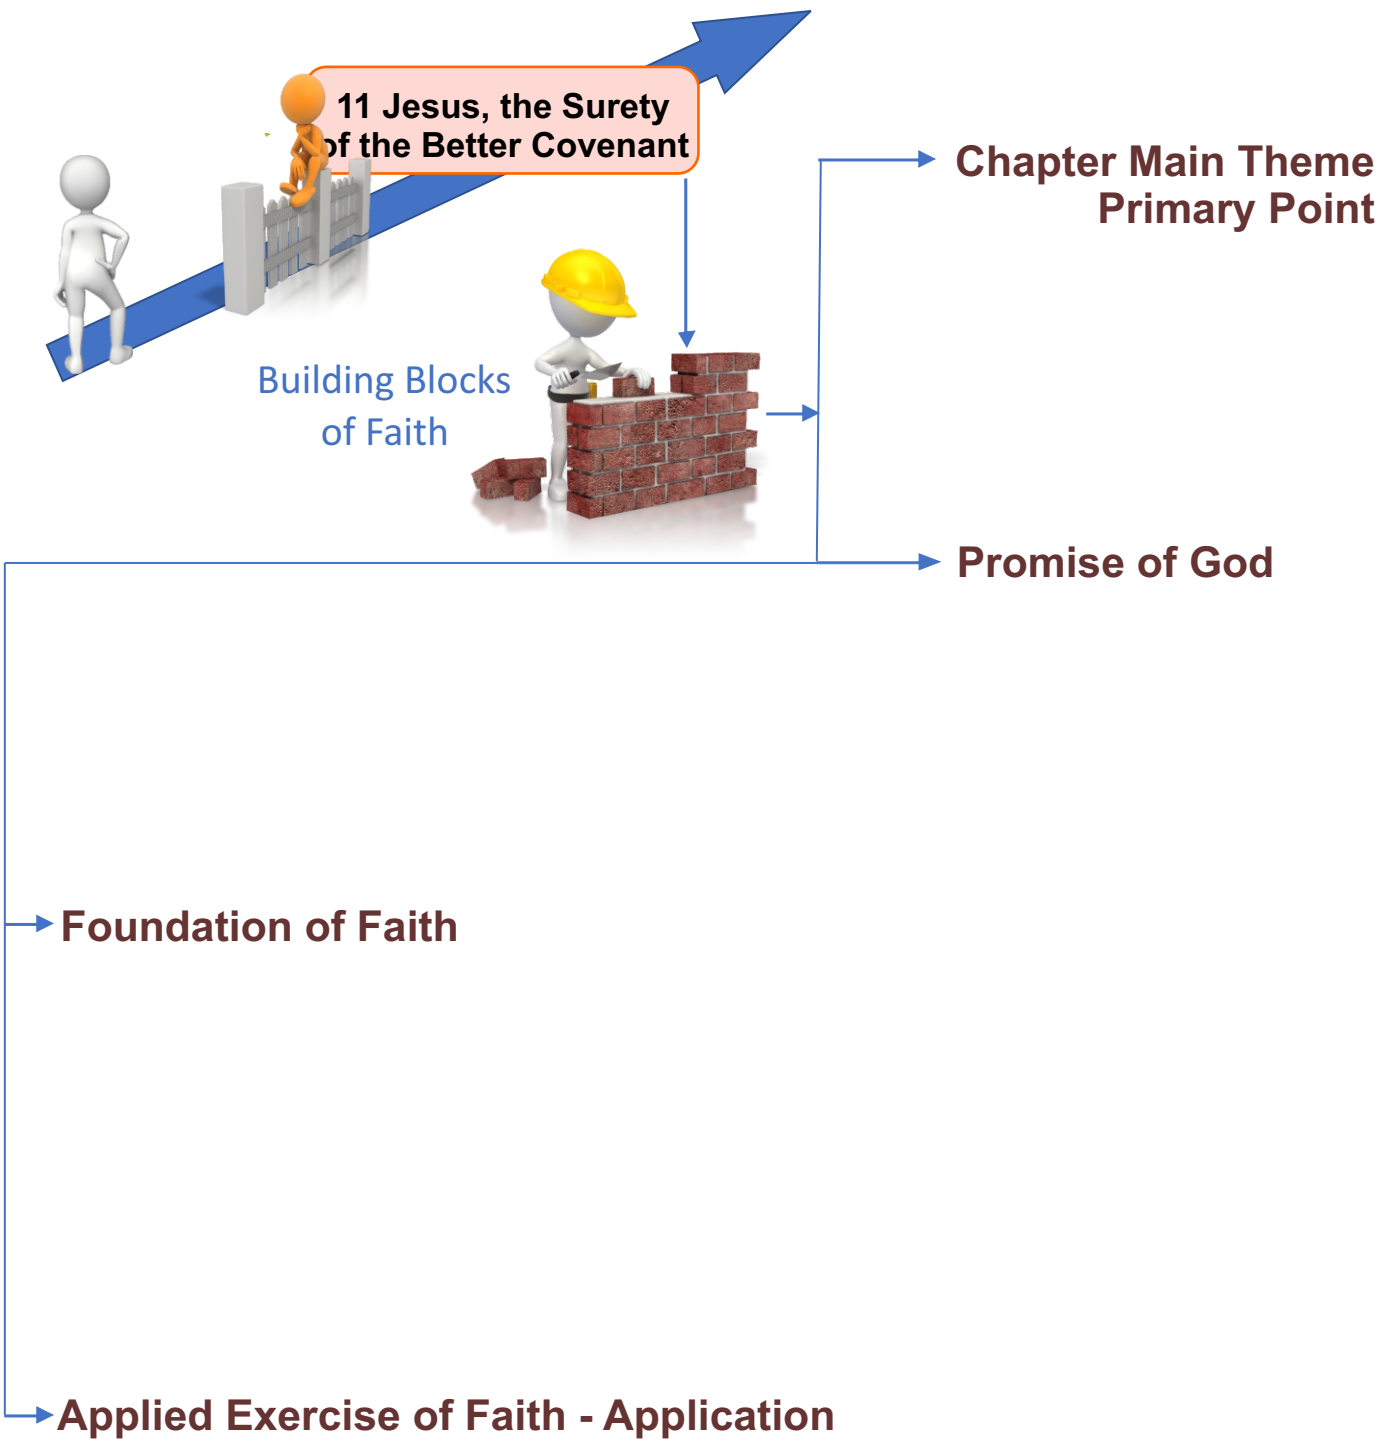 11 Jesus, the Surety
of the Better Covenant
Chapter Main Theme
Primary Point
Building Blocks
of Faith
Promise of God
Foundation of Faith
Applied Exercise of Faith - Application